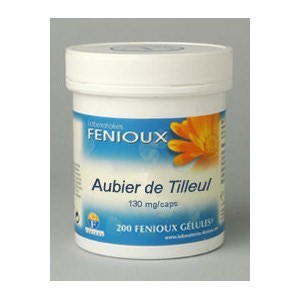 Laboratoires
FENIOUX
Aubier de Tilleul
130 mg/caps
200 FENIOUX GÉLULES